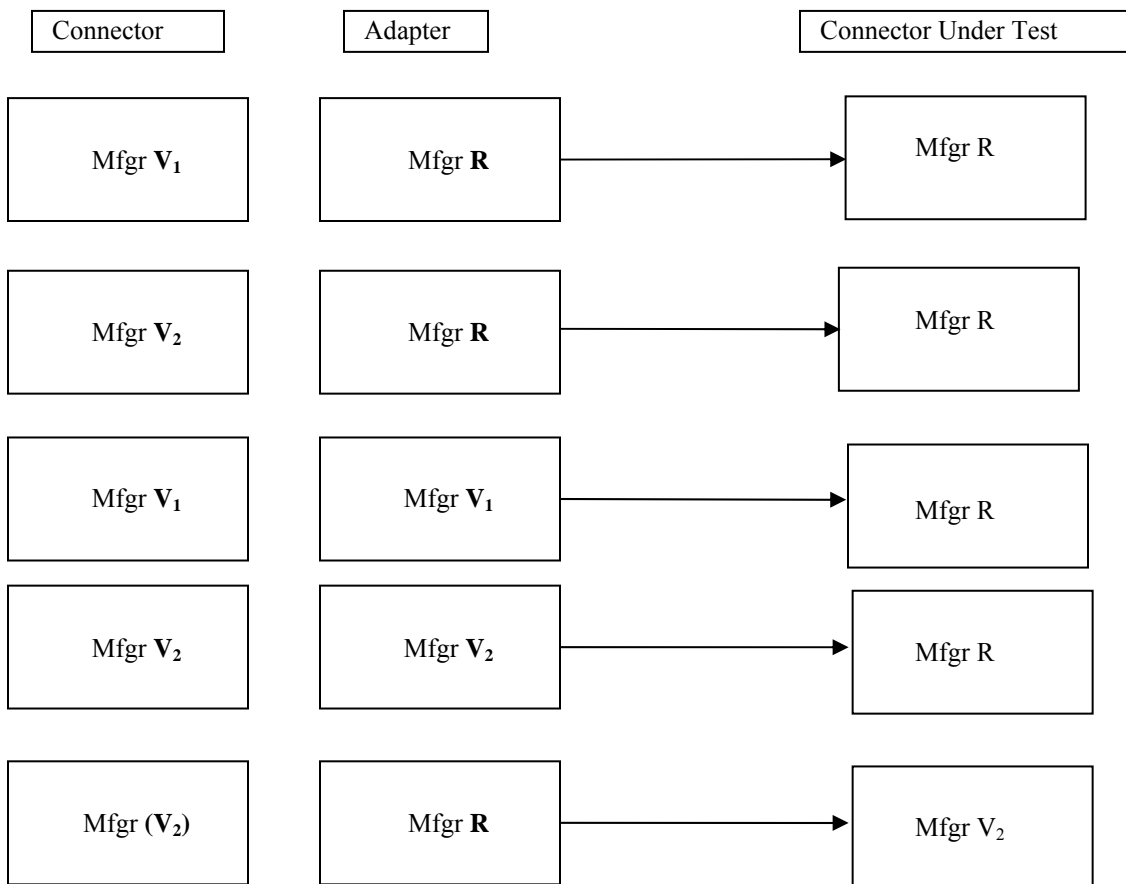 Connector Adapter Connector Under Test
Mfgr V₁ Mfgr R Mfgr R
Mfgr V₂ Mfgr R Mfgr R
Mfgr V₁ Mfgr V₁ Mfgr R
Mfgr V₂ Mfgr V₂ Mfgr R
Mfgr (V₂) Mfgr R Mfgr V₂